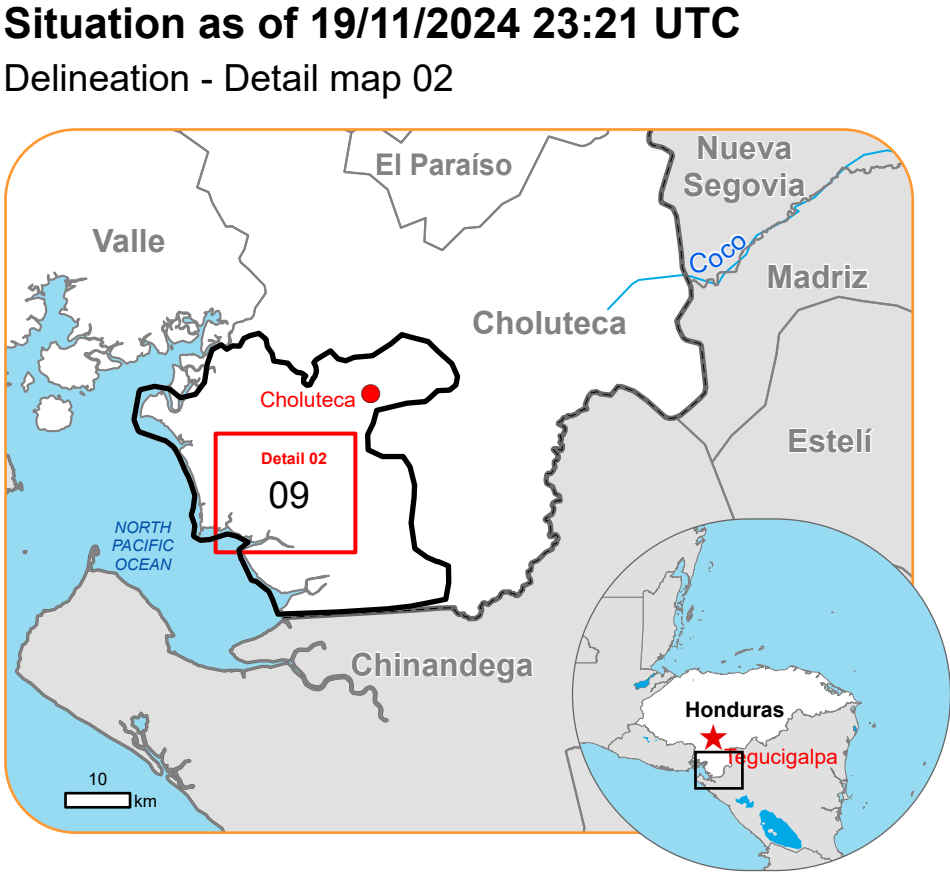 Situation as of 19/11/2024 23:21 UTC
Delineation - Detail map 02
Nueva
Segovia
El Paraíso
Valle
Coco
Madriz
Choluteca
Choluteca
Estelí
Detail 02
09
NORTH
PACIFIC
OCEAN
Chinandega
Honduras
Tegucigalpa
10
km